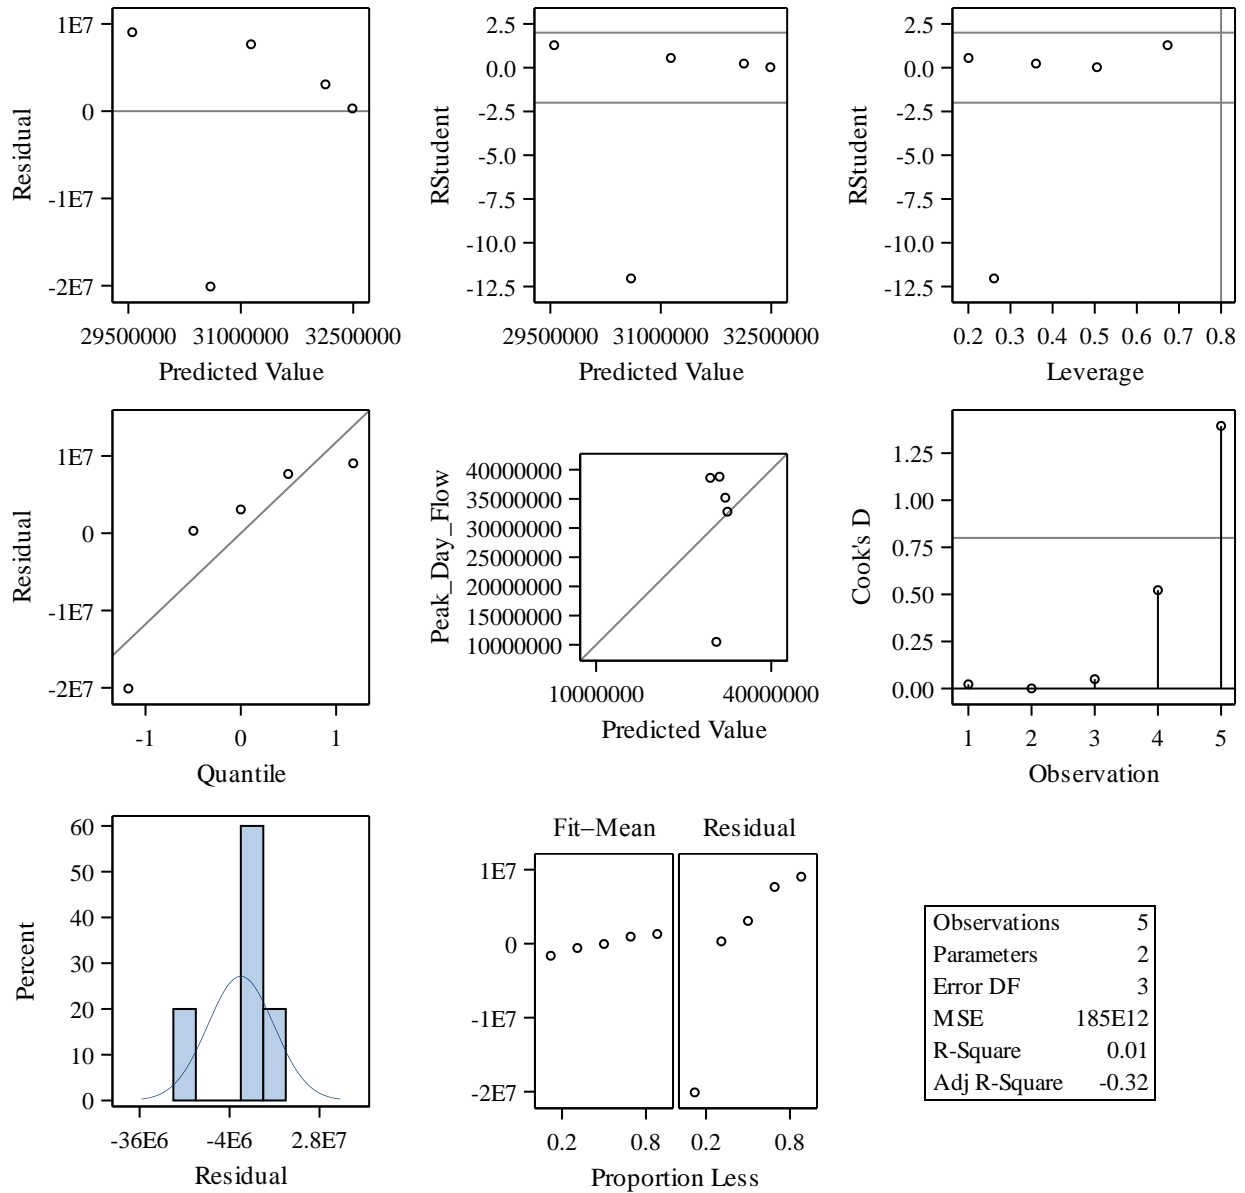 1E7
0
-1E7
-2E7
Residual
29500000 31000000 32500000
Predicted Value
2.5
0.0
-2.5
-5.0
-7.5
-10.0
-12.5
RStudent
29500000 31000000 32500000
Predicted Value
2.5
0.0
-2.5
-5.0
-7.5
-10.0
-12.5
RStudent
0.2 0.3 0.4 0.5 0.6 0.7 0.8
Leverage
1E7
0
-1E7
-2E7
Residual
-1 0 1
Quantile
40000000
35000000
30000000
25000000
20000000
15000000
10000000
Peak_Day_Flow
10000000 40000000
Predicted Value
1.25
1.00
0.75
0.50
0.25
0.00
Cook's D
1 2 3 4 5
Observation
60
50
40
30
20
10
0
Percent
-36E6 -4E6 2.8E7
Residual
Fit–Mean Residual
1E7
0
-1E7
-2E7
0.2 0.8 0.2 0.8
Proportion Less
Observations 5
Parameters 2
Error DF 3
MSE 185E12
R-Square 0.01
Adj R-Square -0.32